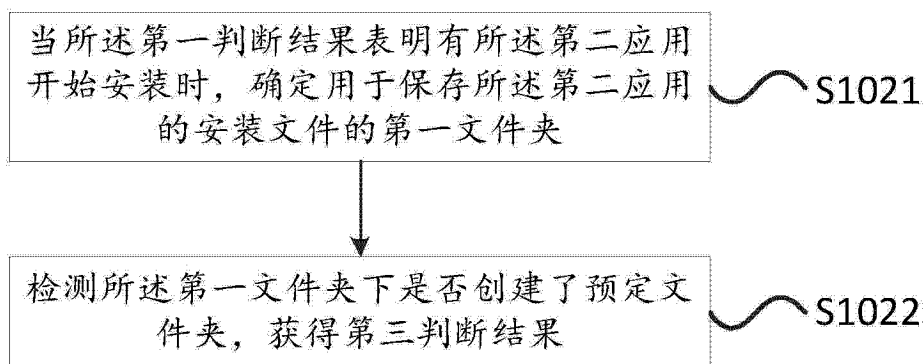 当所述第一判断结果表明有所述第二应用
开始安装时，确定用于保存所述第二应用
的安装文件的第一文件夹
S1021
检测所述第一文件夹下是否创建了预定文
件夹，获得第三判断结果
S1022